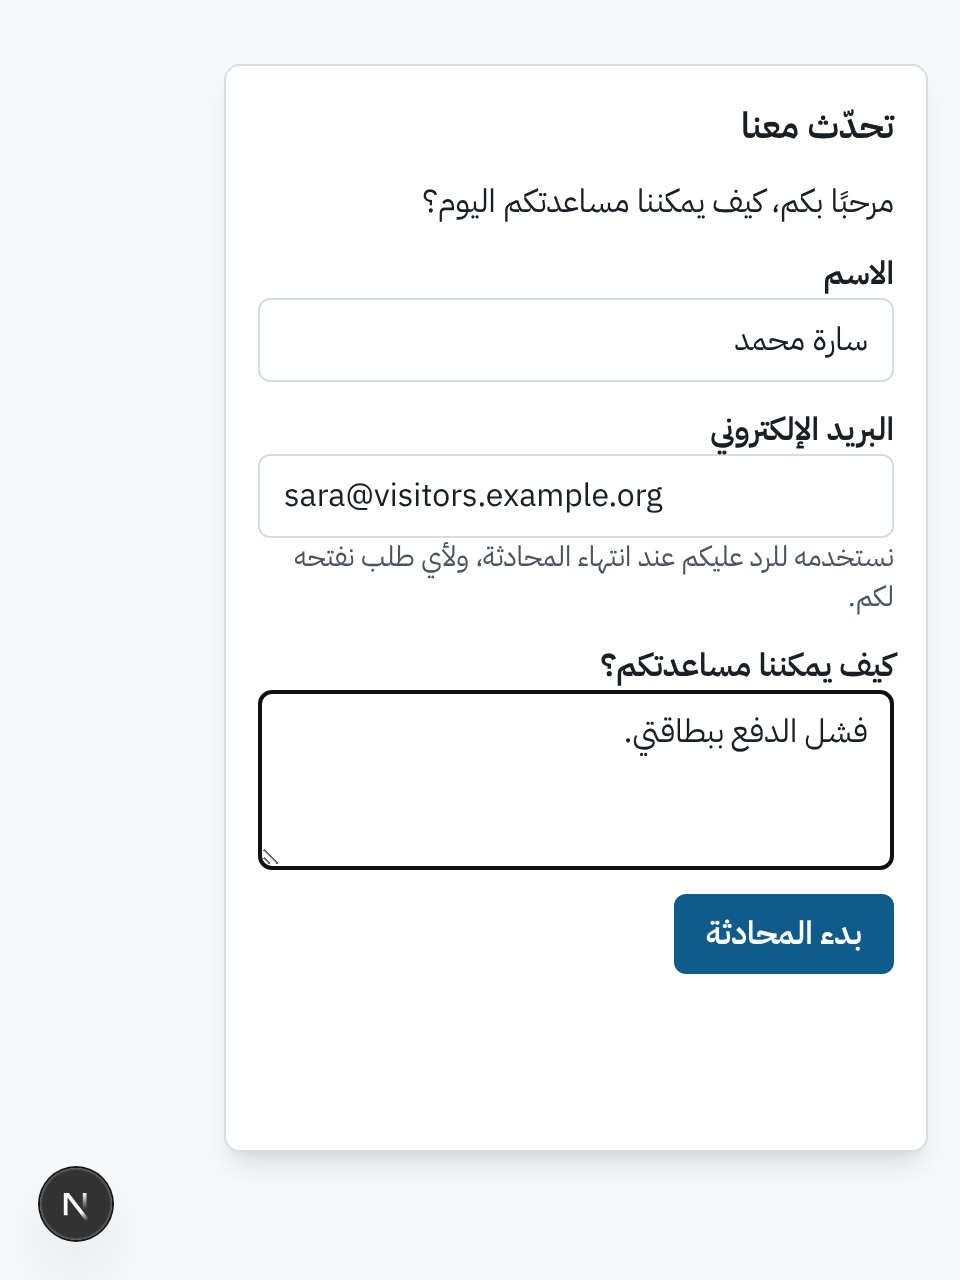 تحدّث معنا
مرحبًا بكم، كيف يمكننا مساعدتكم اليوم؟
الاسم
سارة محمد
البريد الإلكتروني
sara@visitors.example.org
نستخدمه للرد عليكم عند انتهاء المحادثة، ولأي طلب نفتحه
لكم.
كيف يمكننا مساعدتكم؟
فشل الدفع ببطاقتي.
بدء المحادثة
N